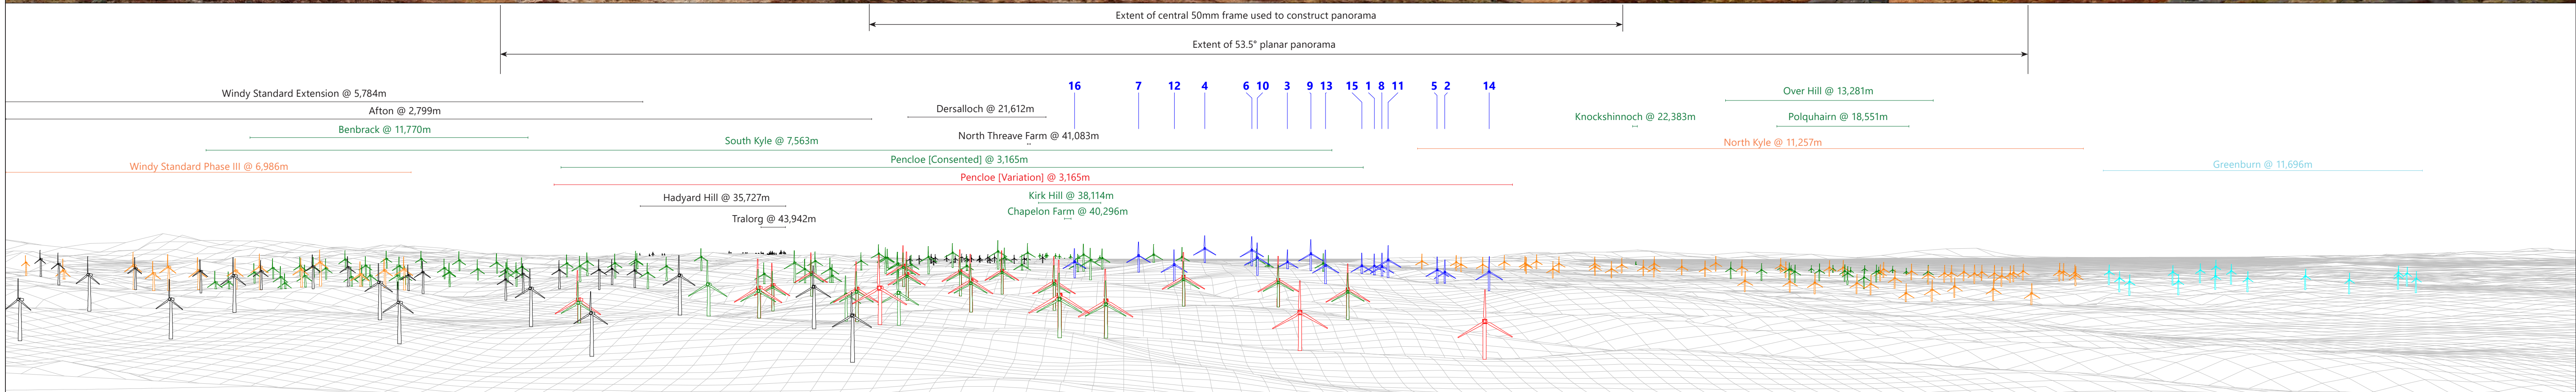 Extent of central 50mm frame used to construct panorama
Extent of 53.5° planar panorama
16 7 12 4 6 10 3 9 13 15 1 8 11 5 2 14
Windy Standard Extension @ 5,784m
Over Hill @ 13,281m
Afton @ 2,799m
Dersalloch @ 21,612m
Knockshinnoch @ 22,383m
Polquhairn @ 18,551m
Benbrack @ 11,770m
North Threave Farm @ 41,083m
South Kyle @ 7,563m
North Kyle @ 11,257m
Pencloe [Consented] @ 3,165m
Windy Standard Phase III @ 6,986m
Greenburn @ 11,696m
Pencloe [Variation] @ 3,165m
Hadyard Hill @ 35,727m
Kirk Hill @ 38,114m
Chapelon Farm @ 40,296m
Tralorg @ 43,942m